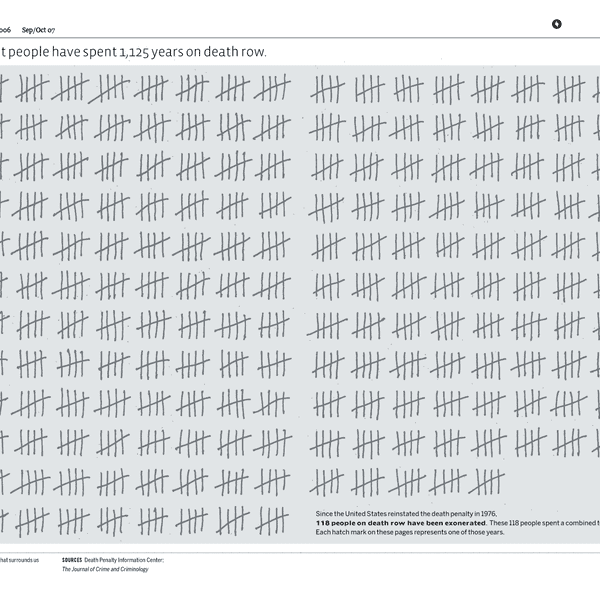 006 Sep/Oct 07
t people have spent 1,125 years on death row.
Since the United States reinstated the death penalty in 1976,
118 people on death row have been exonerated. These 118 people spent a combined
Each hatch mark on these pages represents one of those years.
hat surrounds us
SOURCES Death Penalty Information Center;
The Journal of Crime and Criminology